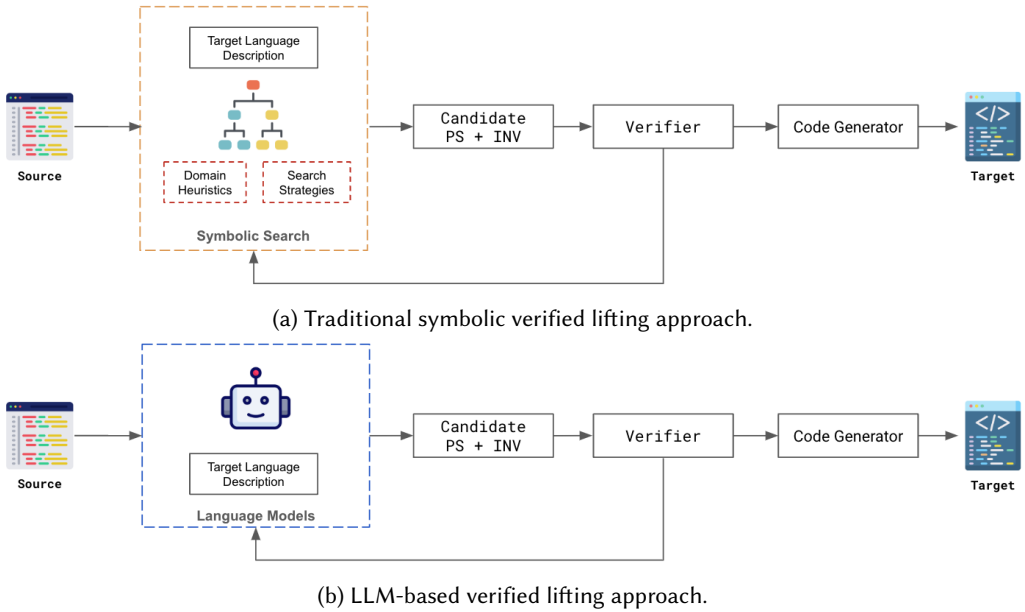 Target Language
Description
Source
Domain
Heuristics
Search
Strategies
Symbolic Search
Candidate
PS + INV
Verifier
Code Generator
</>
Target
(a) Traditional symbolic verified lifting approach.
Source
Target Language
Description
Language Models
Candidate
PS + INV
Verifier
Code Generator
</>
Target
(b) LLM-based verified lifting approach.